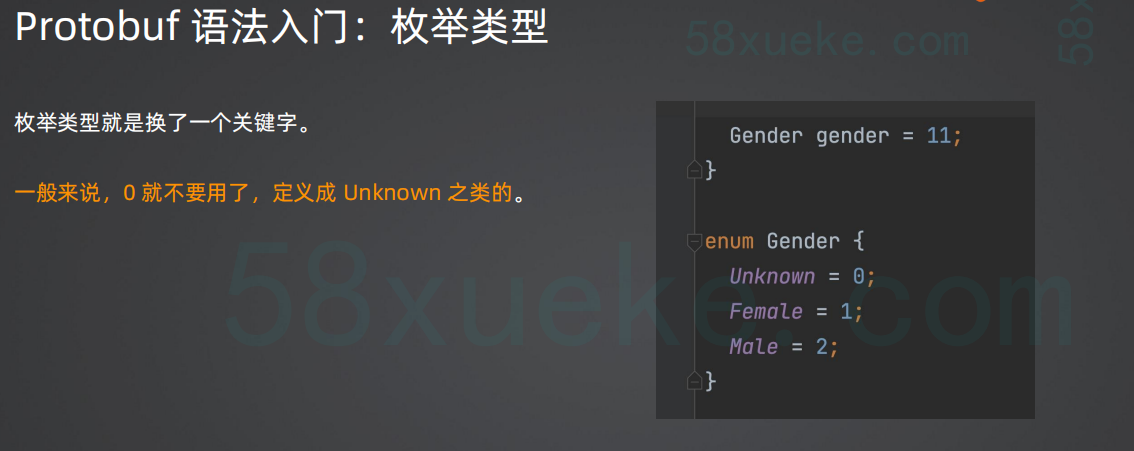 Protobuf 语法入门：枚举类型
58xueke.com
58x
枚举类型就是换了一个关键字。
一般来说，0 就不要用了，定义成 Unknown 之类的。
Gender gender = 11;
}
enum Gender {
Unknown = 0;
Female = 1;
Male = 2;
}
58xueke.com